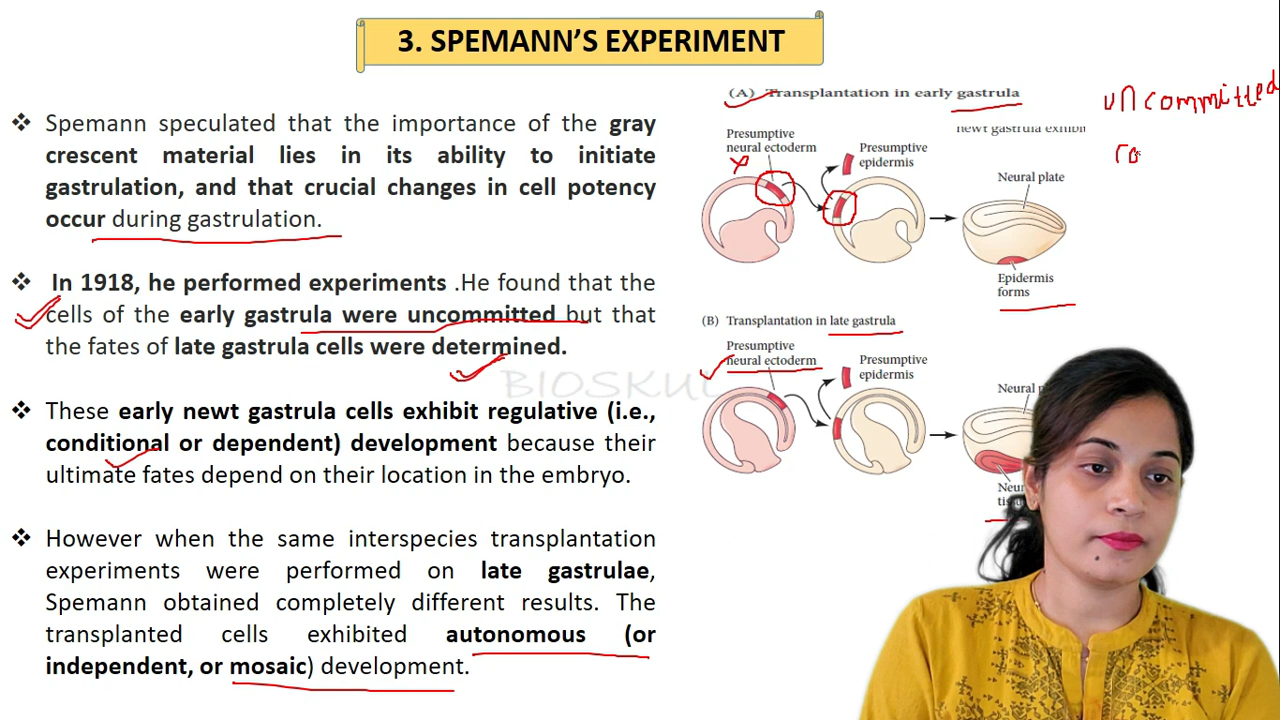 3. SPEMANN'S EXPERIMENT
❖ Spemann speculated that the importance of the gray
crescent material lies in its ability to initiate
gastrulation, and that crucial changes in cell potency
occur during gastrulation.
❖ In 1918, he performed experiments .He found that the
cells of the early gastrula were uncommitted but that
the fates of late gastrula cells were determined.
❖ These early newt gastrula cells exhibit regulative (i.e.,
conditional or dependent) development because their
ultimate fates depend on their location in the embryo.
❖ However when the same interspecies transplantation
experiments were performed on late gastrulae,
Spemann obtained completely different results. The
transplanted cells exhibited autonomous (or
independent, or mosaic) development.
BIOSKUL
(A) Transplantation in early gastrula
newt gastrula exhibit
Presumptive
neural ectoderm
Presumptive
epidermis
Neural plate
Epidermis
forms
(B) Transplantation in late gastrula
Presumptive
neural ectoderm
Presumptive
epidermis
Neural
uncommitted
co